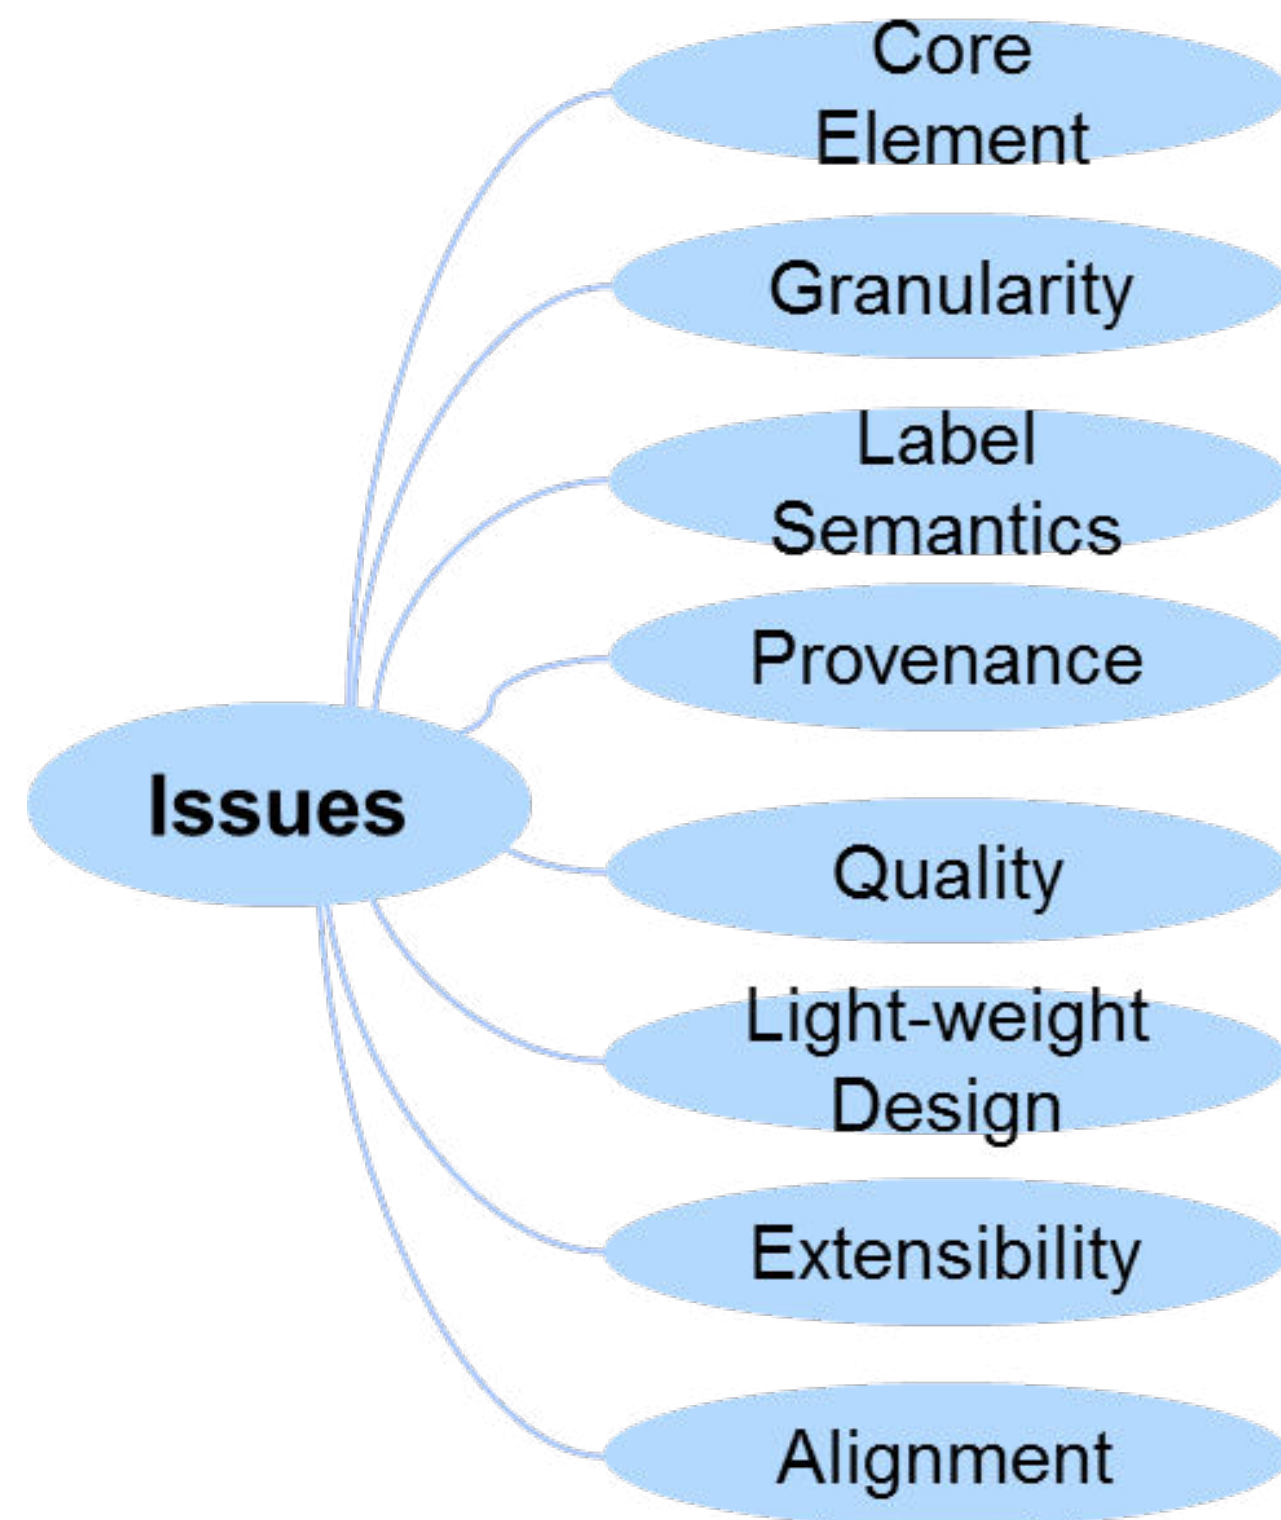 Core
Element
Granularity
Label
Semantics
Provenance
Issues
Quality
Light-weight
Design
Extensibility
Alignment